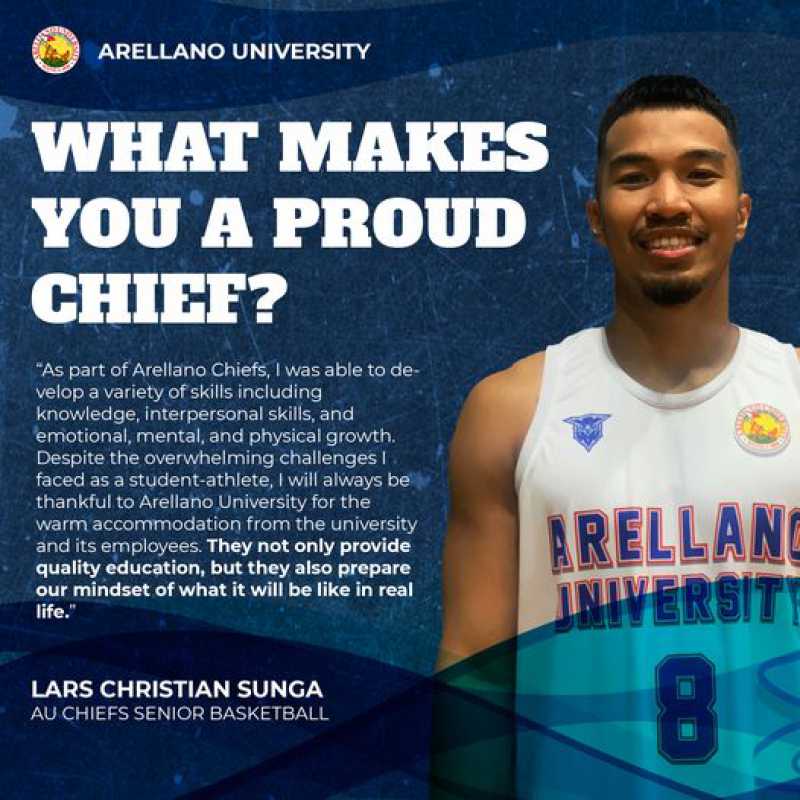 ARELLANO UNIVERSITY
WHAT MAKES
YOU A PROUD
CHIEF?
“As part of Arellano Chiefs, I was able to de-
velop a variety of skills including
knowledge, interpersonal skills, and
emotional, mental, and physical growth.
Despite the overwhelming challenges I
faced as a student-athlete, I will always be
thankful to Arellano University for the
warm accommodation from the university
and its employees. They not only provide
quality education, but they also prepare
our mindset of what it will be like in real
life."
LARS CHRISTIAN SUNGA
AU CHIEFS SENIOR BASKETBALL
ARELLANO
UNIVERSITY
8